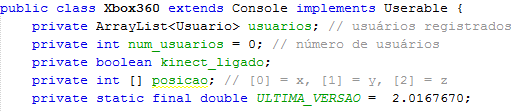 public class Xbox360 extends Console implements Userable {
private ArrayList<Usuario> usuarios; // usuários registrados
private int num_usuarios = 0; // número de usuários
private boolean kinect_ligado;
private int [] posicao; // [0] = x, [1] = y, [2] = z
private static final double ULTIMA_VERSAO =  2.0167670;